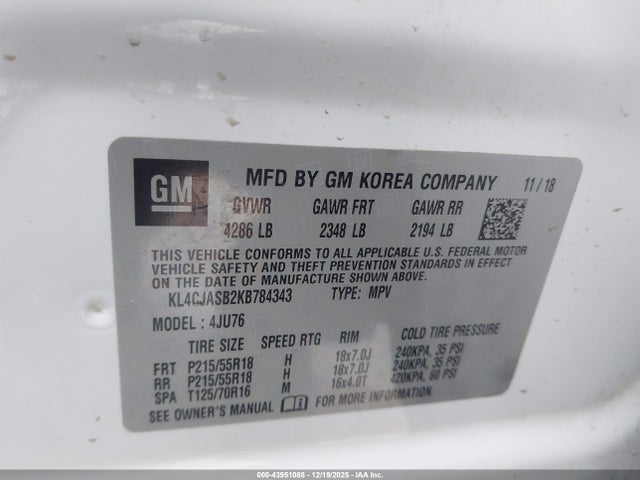 GM
MFD BY GM KOREA COMPANY 11/18
GVWR GAWR FRT GAWR RR
4286 LB 2348 LB 2194 LB
THIS VEHICLE CONFORMS TO ALL APPLICABLE U.S. FEDERAL MOTOR
VEHICLE SAFETY AND THEFT PREVENTION STANDARDS IN EFFECT
ON THE DATE OF MANUFACTURE SHOWN ABOVE.
KL4CJASB2KB784343 TYPE: MPV
MODEL: 4JU76
TIRE SIZE SPEED RTG RIM COLD TIRE PRESSURE
FRT P215/55R18 H 18x7.0J 240KPA, 35 PSI
RR P215/55R18 H 18x7.0J 240KPA, 35 PSI
SPA T125/70R16 M 16x4.0T 420KPA, 60 PSI
SEE OWNER'S MANUAL FOR MORE INFORMATION
000-43951088 - 12/19/2025 - IAA Inc.